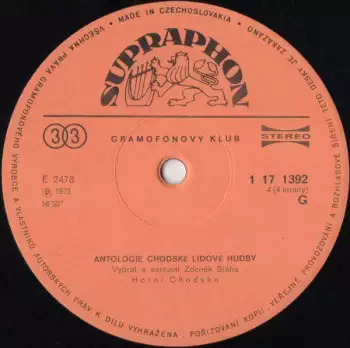 MADE IN CZECHOSLOVAKIA
VŠECHNA PRÁVA GRAMOFONOVÉHO VÝROBCE A VLASTNÍKŮ AUTORSKÝCH PRÁV K DÍLU VYHRAZENA. POŘIZOVÁNÍ KOPIÍ, VEŘEJNÉ PROVOZOVÁNÍ A ROZHLASOVÉ ŠÍŘENÍ TÉTO DESKY JE ZAKÁZÁNO
SUPRAPHON
33
GRAMOFONOVÝ KLUB
STEREO
E 2478
1 17 1392
Ⓟ 1973
4 (4 strany)
16'55"
G
ANTOLOGIE CHODSKÉ LIDOVÉ HUDBY
Vybral a sestavil Zdeněk Bláha
Horní Chodsko